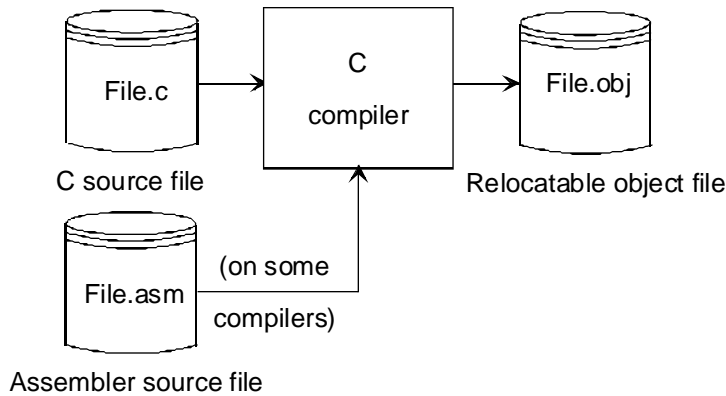 File.c
C
compiler
File.obj
C source file
Relocatable object file
File.asm
(on some
compilers)
Assembler source file